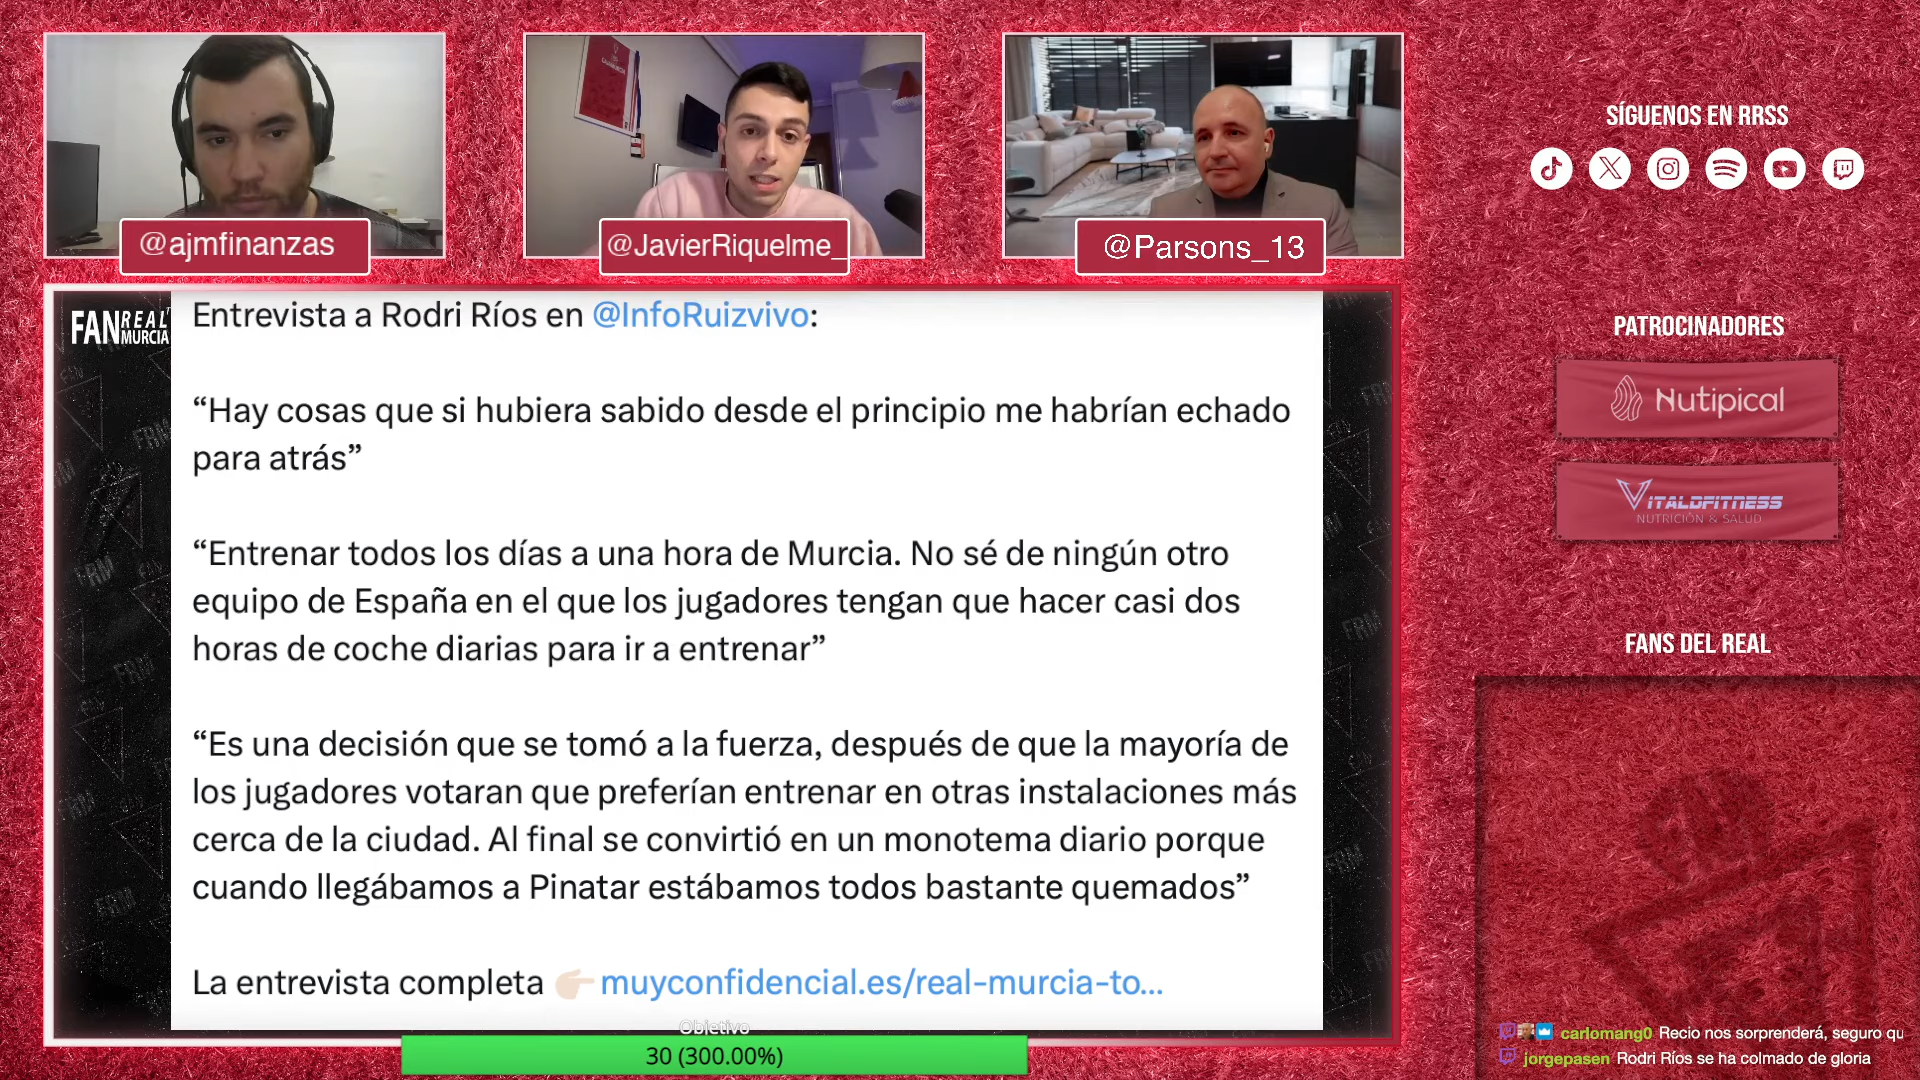 @ajmfinanzas
@JavierRiquelme_
@Parsons_13
SÍGUENOS EN RRSS
FAN REAL MURCIA
Entrevista a Rodri Ríos en @InfoRuizvivo:
“Hay cosas que si hubiera sabido desde el principio me habrían echado
para atrás”
“Entrenar todos los días a una hora de Murcia. No sé de ningún otro
equipo de España en el que los jugadores tengan que hacer casi dos
horas de coche diarias para ir a entrenar”
“Es una decisión que se tomó a la fuerza, después de que la mayoría de
los jugadores votaran que preferían entrenar en otras instalaciones más
cerca de la ciudad. Al final se convirtió en un monotema diario porque
cuando llegábamos a Pinatar estábamos todos bastante quemados”
La entrevista completa 👉🏻 muyconfidencial.es/real-murcia-to...
Objetivo
30 (300.00%)
PATROCINADORES
Nutipical
VITALDFITNESS
NUTRICIÓN & SALUD
FANS DEL REAL
carlomang0 Recio nos sorprenderá, seguro qu
jorgepasen Rodri Ríos se ha colmado de gloria